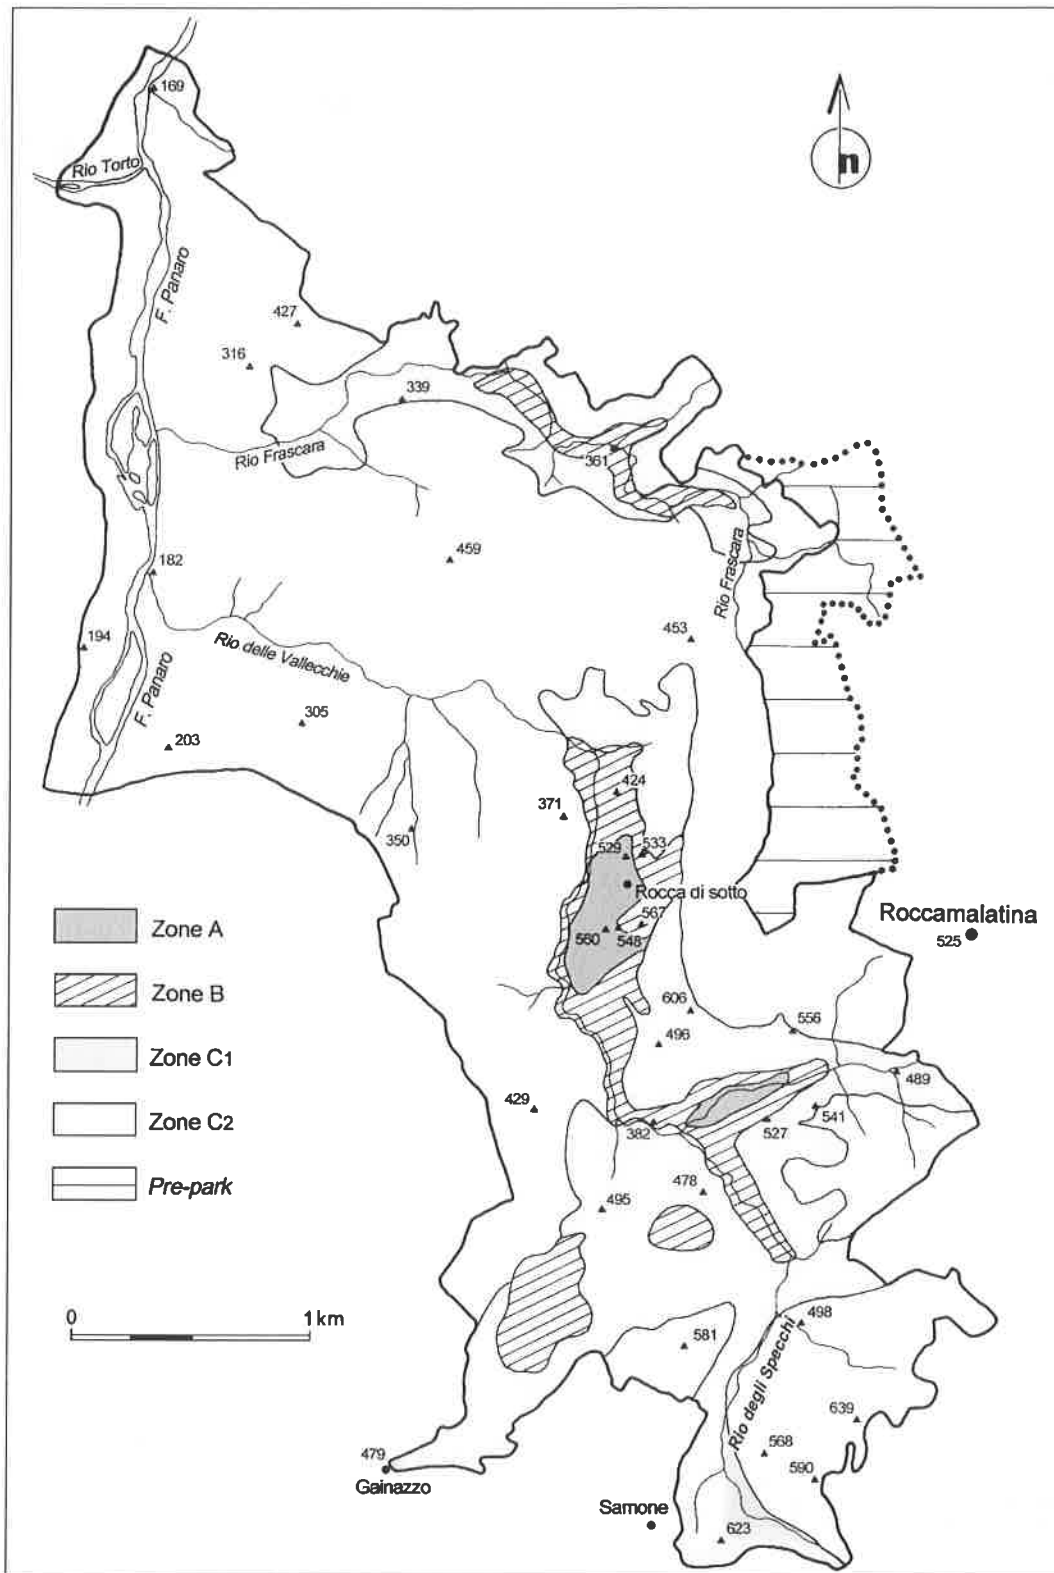 169
n
Rio Torto
F. Panaro
427
316
339
Rio Frascara
361
459
Rio Frascara
182
453
194
Rio delle Vallecchie
F. Panaro
305
203
424
371
350
533
529
Rocca di sotto
567
Roccamalatina
525
560
548
Zone A
Zone B
Zone C1
Zone C2
Pre-park
606
556
496
489
429
382
527
541
478
495
0 1 km
498
581
Rio degli Specchi
639
568
479
590
Gainazzo
Samone
623